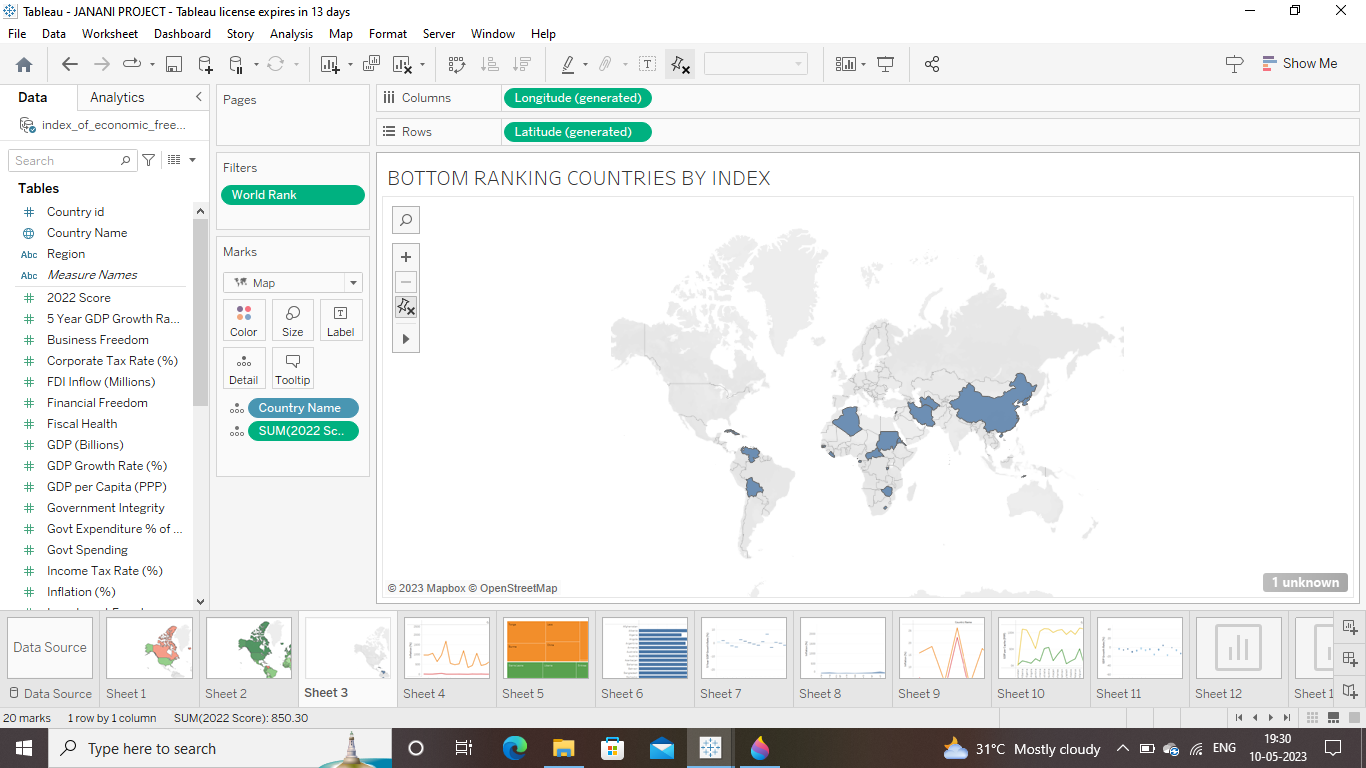 Tableau - JANANI PROJECT - Tableau license expires in 13 days
File Data Worksheet Dashboard Story Analysis Map Format Server Window Help
Show Me
Data Analytics
index_of_economic_free...
Search
Tables
Country id
Country Name
Abc Region
Abc Measure Names
2022 Score
5 Year GDP Growth Ra...
Business Freedom
Corporate Tax Rate (%)
FDI Inflow (Millions)
Financial Freedom
Fiscal Health
GDP (Billions)
GDP Growth Rate (%)
GDP per Capita (PPP)
Government Integrity
Govt Expenditure % of ...
Govt Spending
Income Tax Rate (%)
Inflation (%)
Pages
Filters
World Rank
Marks
Map
Color Size Label
Detail Tooltip
Country Name
SUM(2022 Sc..
Columns Longitude (generated)
Rows Latitude (generated)
BOTTOM RANKING COUNTRIES BY INDEX
© 2023 Mapbox © OpenStreetMap
1 unknown
Data Source
Data Source Sheet 1 Sheet 2 Sheet 3 Sheet 4 Sheet 5 Sheet 6 Sheet 7 Sheet 8 Sheet 9 Sheet 10 Sheet 11 Sheet 12 Sheet 1
20 marks 1 row by 1 column SUM(2022 Score): 850.30
Type here to search
31°C Mostly cloudy
ENG
19:30
10-05-2023